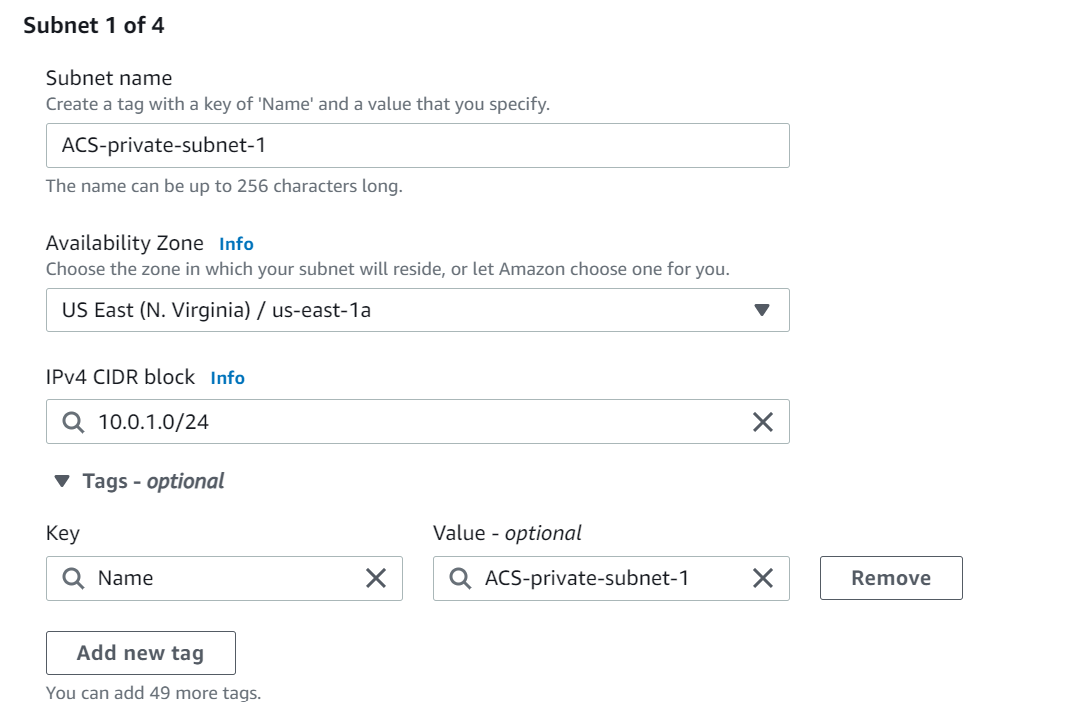 Subnet 1 of 4
Subnet name
Create a tag with a key of 'Name' and a value that you specify.
ACS-private-subnet-1
The name can be up to 256 characters long.
Availability Zone Info
Choose the zone in which your subnet will reside, or let Amazon choose one for you.
US East (N. Virginia) / us-east-1a
IPv4 CIDR block Info
10.0.1.0/24
Tags - optional
Key Value - optional
Name ACS-private-subnet-1 Remove
Add new tag
You can add 49 more tags.